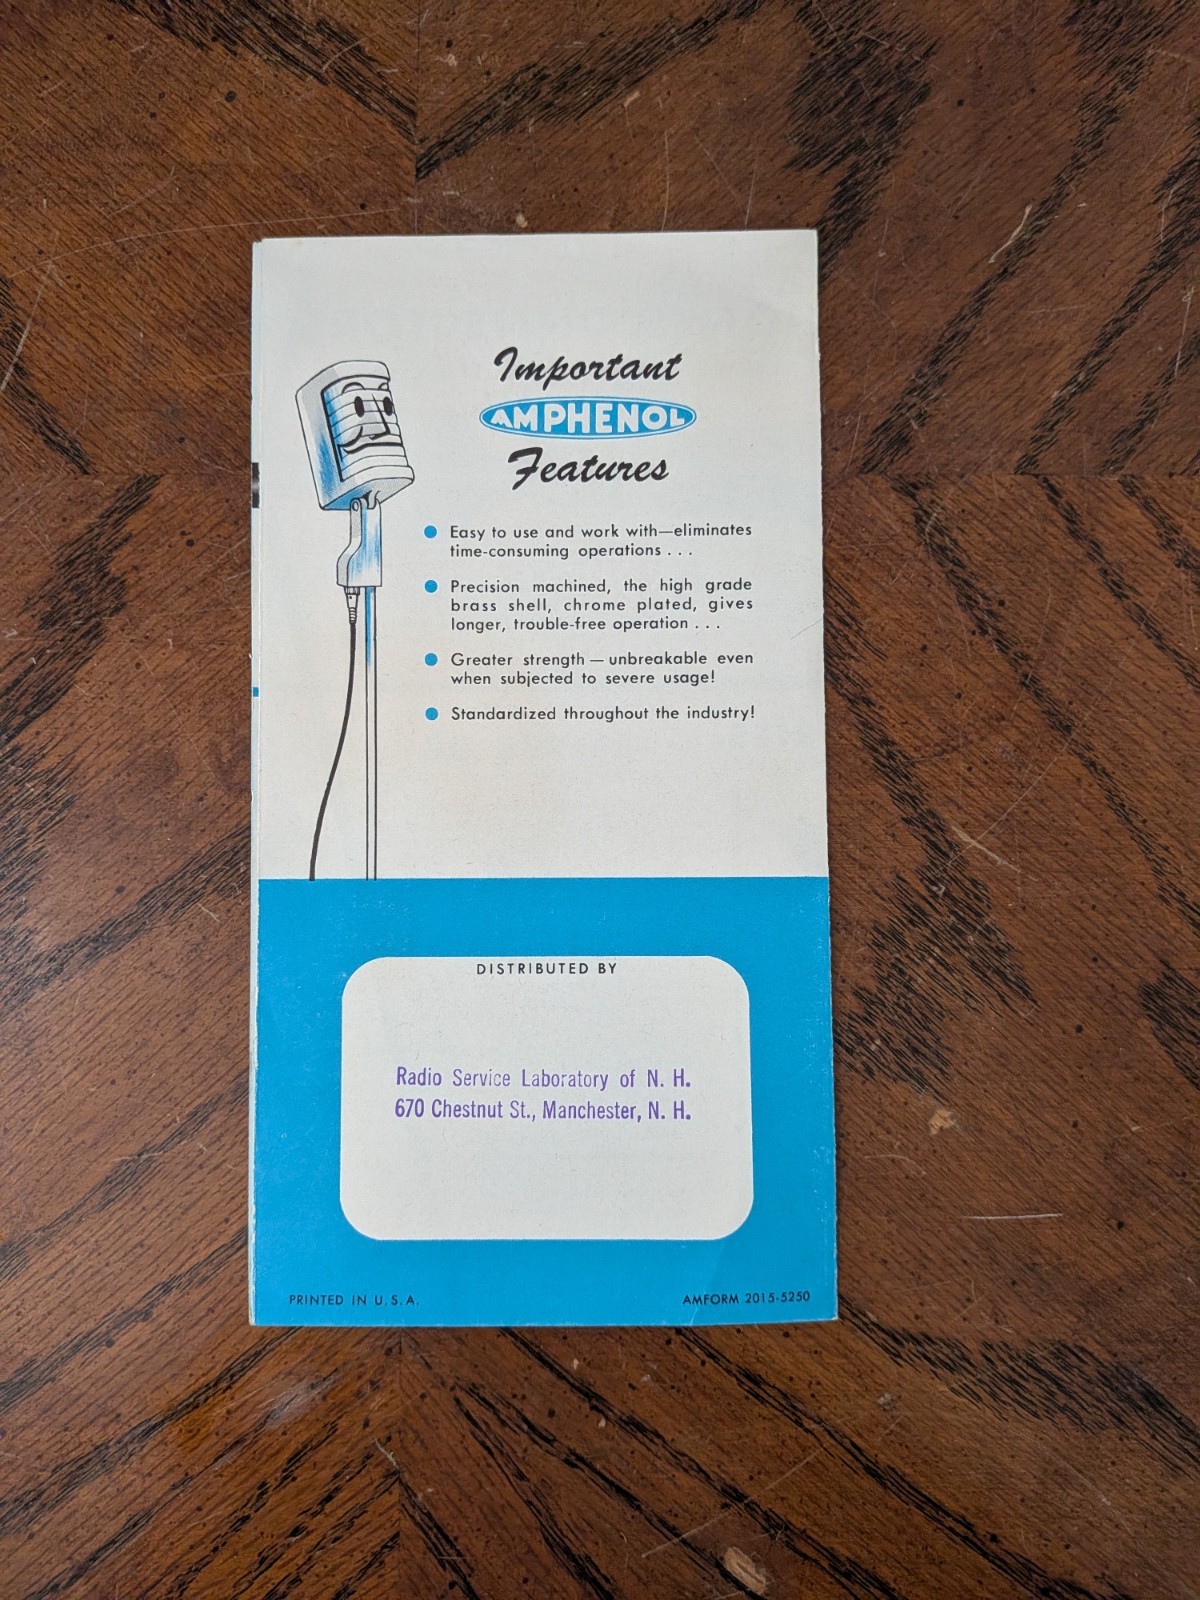 Important
AMPHENOL
Features
Easy to use and work with—eliminates
time-consuming operations . . .
Precision machined, the high grade
brass shell, chrome plated, gives
longer, trouble-free operation . . .
Greater strength — unbreakable even
when subjected to severe usage!
Standardized throughout the industry!
DISTRIBUTED BY
Radio Service Laboratory of N. H.
670 Chestnut St., Manchester, N. H.
PRINTED IN U.S.A.
AMFORM 2015-5250